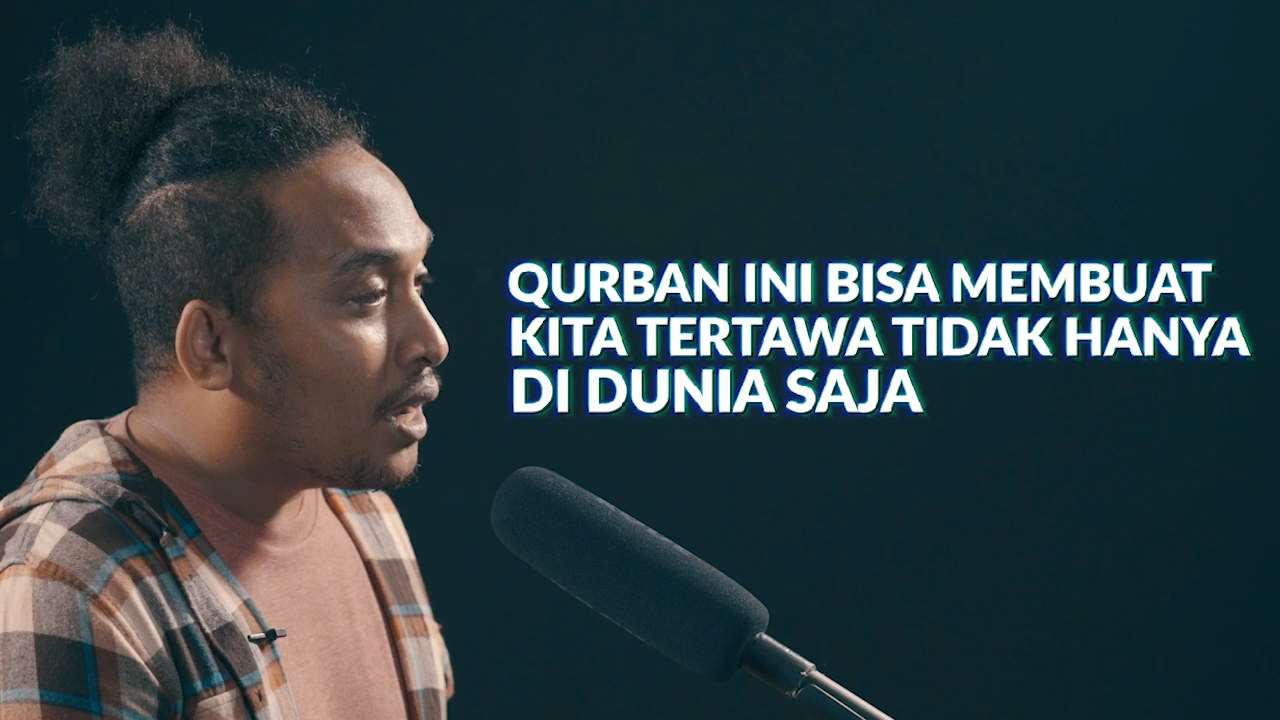 QURBAN INI BISA MEMBUAT
KITA TERTAWA TIDAK HANYA
DI DUNIA SAJA